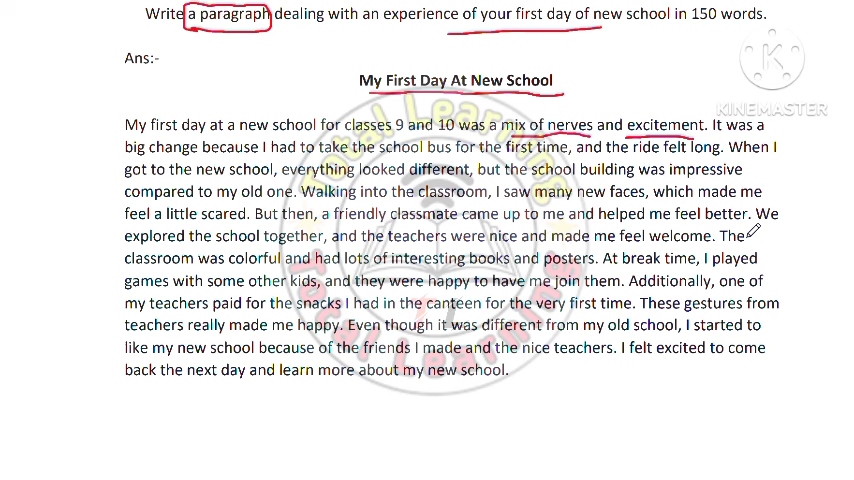 Write a paragraph dealing with an experience of your first day of new school in 150 words.
Ans:-
My First Day At New School
KINEMASTER
My first day at a new school for classes 9 and 10 was a mix of nerves and excitement. It was a
big change because I had to take the school bus for the first time, and the ride felt long. When I
got to the new school, everything looked different, but the school building was impressive
compared to my old one. Walking into the classroom, I saw many new faces, which made me
feel a little scared. But then, a friendly classmate came up to me and helped me feel better. We
explored the school together, and the teachers were nice and made me feel welcome. The
classroom was colorful and had lots of interesting books and posters. At break time, I played
games with some other kids, and they were happy to have me join them. Additionally, one of
my teachers paid for the snacks I had in the canteen for the very first time. These gestures from
teachers really made me happy. Even though it was different from my old school, I started to
like my new school because of the friends I made and the nice teachers. I felt excited to come
back the next day and learn more about my new school.
Total Learning
Total Learning
TL